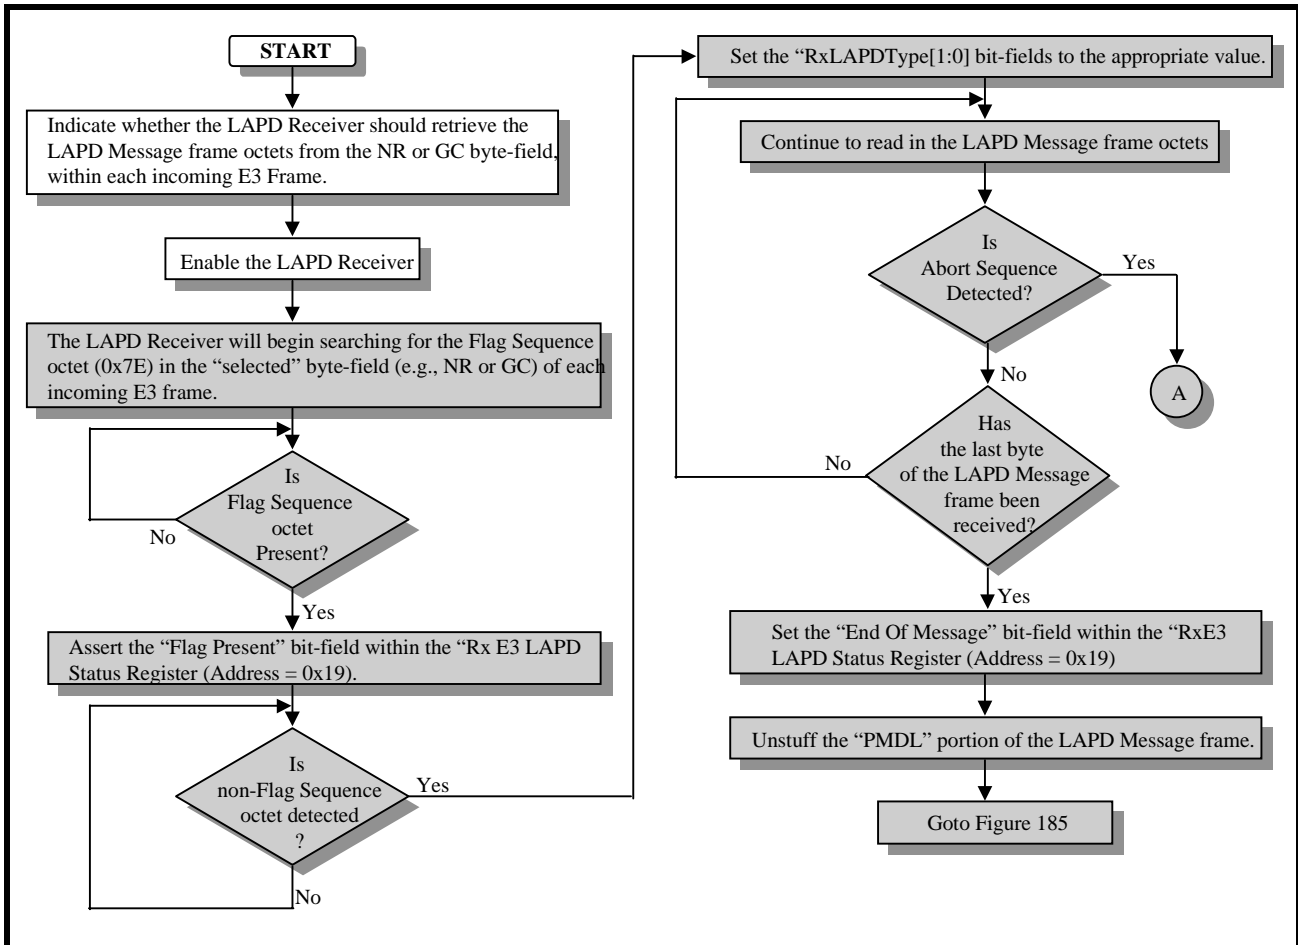 START
Indicate whether the LAPD Receiver should retrieve the
LAPD Message frame octets from the NR or GC byte-field,
within each incoming E3 Frame.
Enable the LAPD Receiver
The LAPD Receiver will begin searching for the Flag Sequence
octet (0x7E) in the “selected” byte-field (e.g., NR or GC) of each
incoming E3 frame.
Is
Flag Sequence
octet
Present?
No
Yes
Assert the “Flag Present” bit-field within the “Rx E3 LAPD
Status Register (Address = 0x19).
Is
non-Flag Sequence
octet detected
?
Yes
No
Set the “RxLAPDType[1:0] bit-fields to the appropriate value.
Continue to read in the LAPD Message frame octets
Is
Abort Sequence
Detected?
Yes
A
No
Has
the last byte
of the LAPD Message
frame been
received?
No
Yes
Set the “End Of Message” bit-field within the “RxE3
LAPD Status Register (Address = 0x19)
Unstuff the “PMDL” portion of the LAPD Message frame.
Goto Figure 185